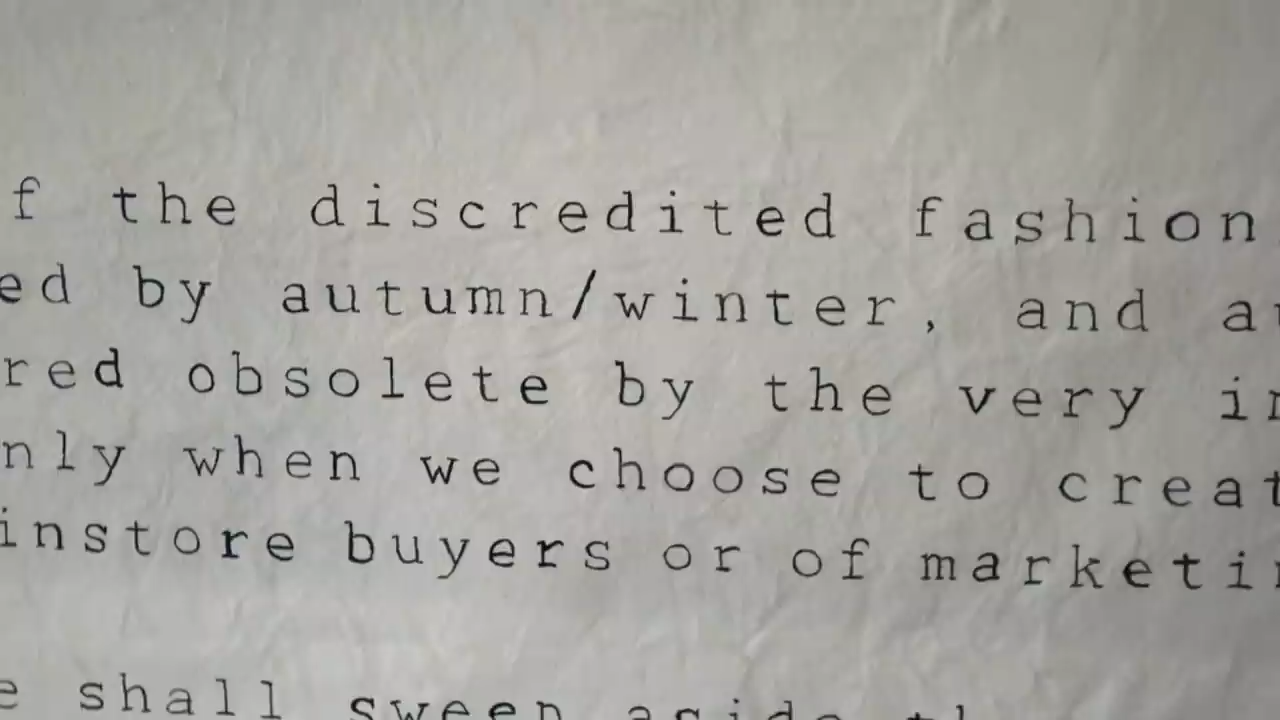 f the discredited fashion
ed by autumn/winter, and a
red obsolete by the very i
nly when we choose to creat
instore buyers or of marketi
e shall sweep aside th